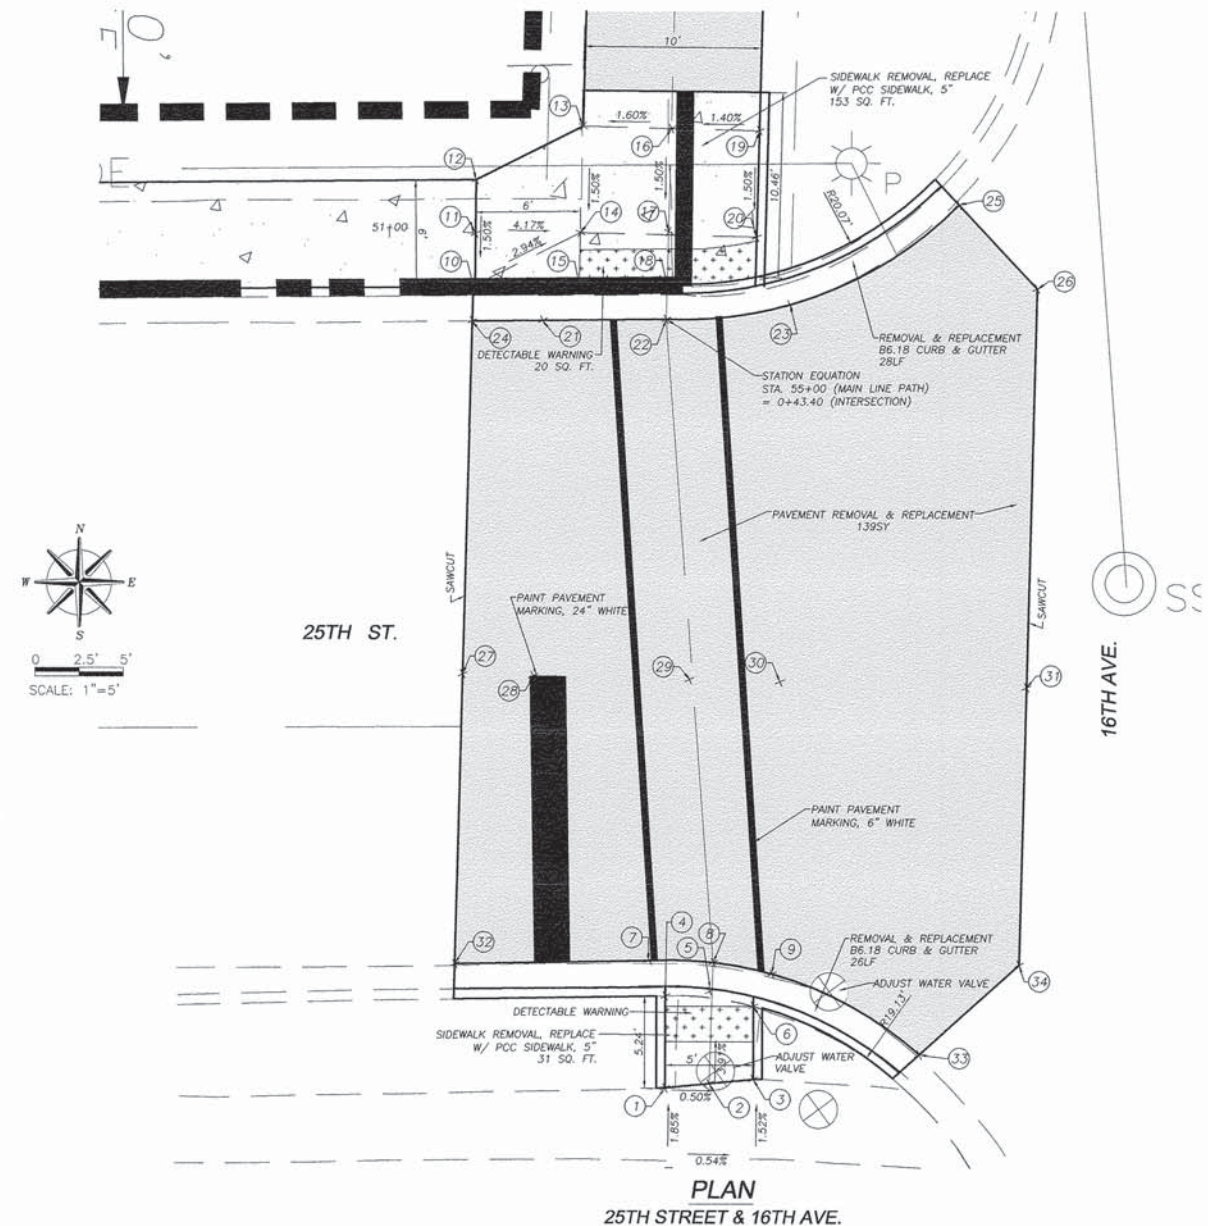 10'
SIDEWALK REMOVAL, REPLACE
W/ PCC SIDEWALK, 5"
153 SQ. FT.
13
1.60%
1.40%
16
19
12
P
R20.07'
25
1.50%
1.50%
1.50%
10.46'
11
51+00
6'
6'
4.17%
14
17
20
1.50%
2.94%
10
15
18
26
24
21
22
23
DETECTABLE WARNING
20 SQ. FT.
REMOVAL & REPLACEMENT
B6.18 CURB & GUTTER
28LF
STATION EQUATION
STA. 55+00 (MAIN LINE PATH)
= 0+43.40 (INTERSECTION)
PAVEMENT REMOVAL & REPLACEMENT
139SY
N
W E
S
SAWCUT
SAWCUT
PAINT PAVEMENT
MARKING, 24" WHITE
25TH ST.
0 2.5' 5'
SCALE: 1"=5'
27
28
29
30
31
16TH AVE.
PAINT PAVEMENT
MARKING, 6" WHITE
32
7
4
5
8
9
REMOVAL & REPLACEMENT
B6.18 CURB & GUTTER
26LF
ADJUST WATER VALVE
34
R19.13'
DETECTABLE WARNING
SIDEWALK REMOVAL, REPLACE
W/ PCC SIDEWALK, 5"
31 SQ. FT.
5.24'
6
5'
ADJUST WATER
VALVE
33
1
0.50%
2
3
1.85%
1.52%
0.54%
PLAN
25TH STREET & 16TH AVE.